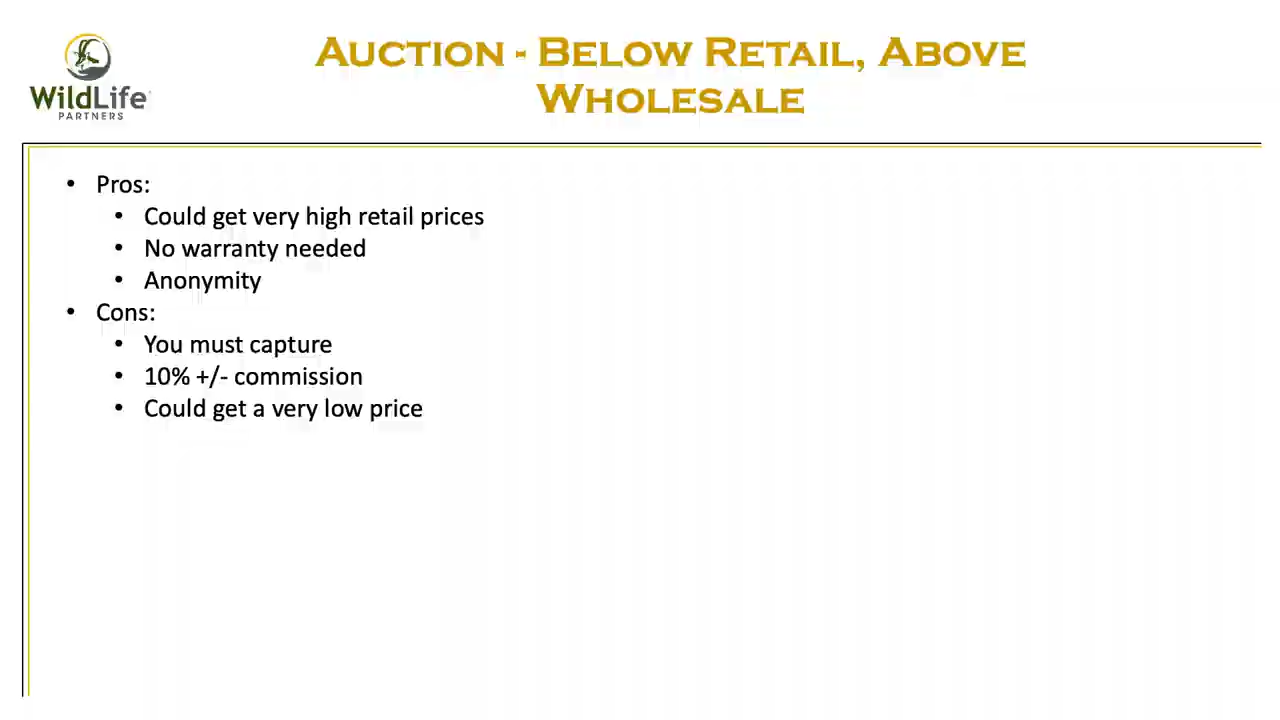 WildLife
PARTNERS
AUCTION - BELOW RETAIL, ABOVE
WHOLESALE
• Pros:
• Could get very high retail prices
• No warranty needed
• Anonymity
• Cons:
• You must capture
• 10% +/- commission
• Could get a very low price